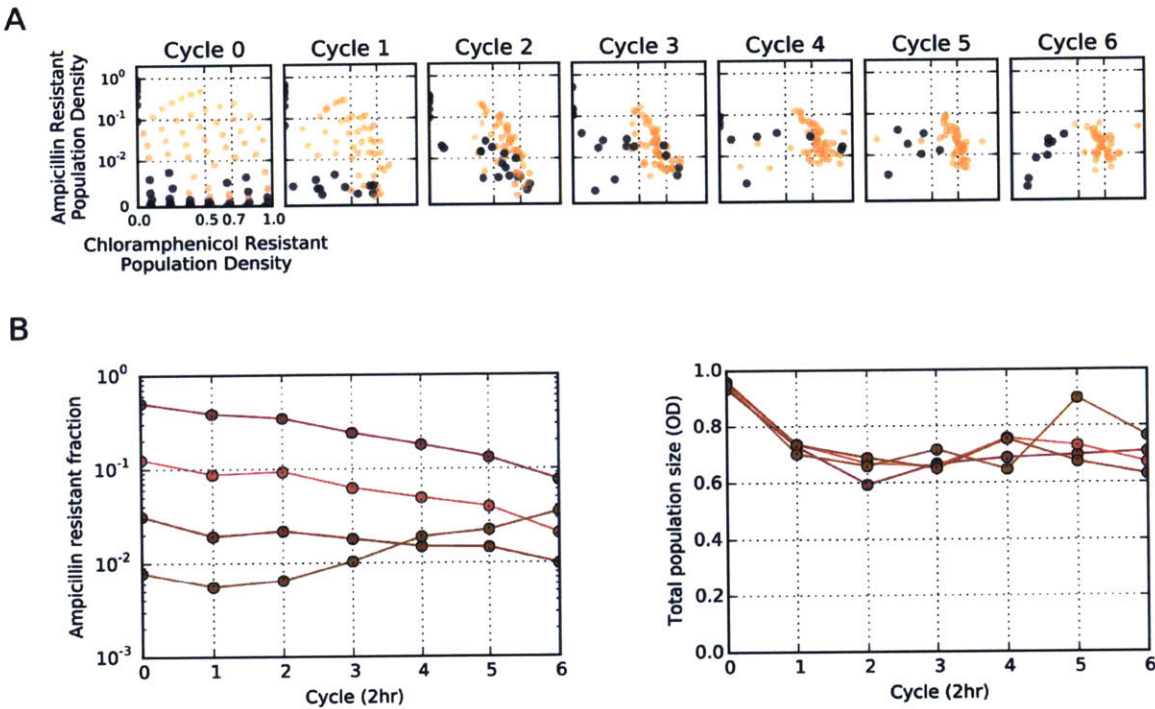 A
Cycle 0 Cycle 1 Cycle 2 Cycle 3 Cycle 4 Cycle 5 Cycle 6
Ampicillin Resistant
Population Density
10⁰
10⁻¹
10⁻²
0
0.0 0.5 0.7 1.0
Chloramphenicol Resistant
Population Density
B
Ampicillin resistant fraction
10⁰
10⁻¹
10⁻²
10⁻³
0 1 2 3 4 5 6
Cycle (2hr)
Total population size (OD)
1.0
0.8
0.6
0.4
0.2
0.0
0 1 2 3 4 5 6
Cycle (2hr)